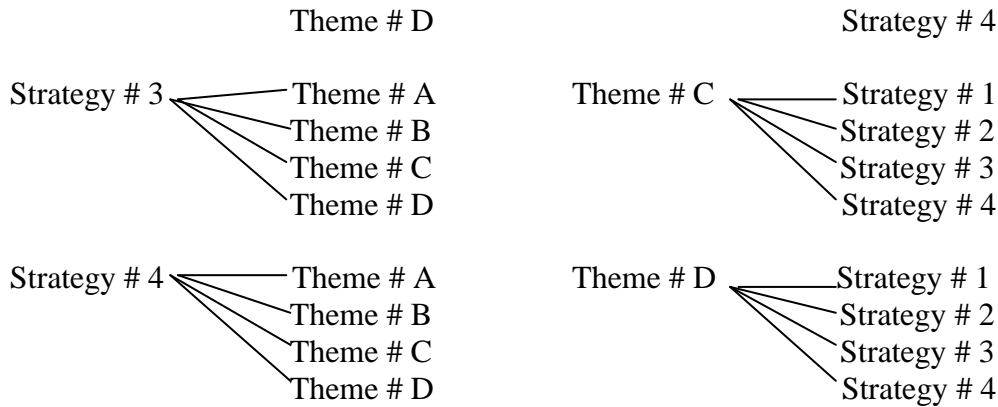 Theme # D Strategy # 4
Strategy # 3 Theme # A Theme # C Strategy # 1
Theme # B Strategy # 2
Theme # C Strategy # 3
Theme # D Strategy # 4
Strategy # 4 Theme # A Theme # D Strategy # 1
Theme # B Strategy # 2
Theme # C Strategy # 3
Theme # D Strategy # 4